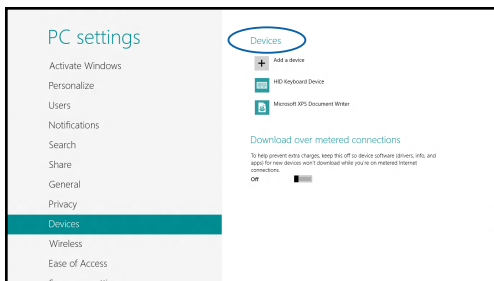 PC settings
Activate Windows
Personalize
Users
Notifications
Search
Share
General
Privacy
Devices
Wireless
Ease of Access
Devices
Add a device
HID Keyboard Device
Microsoft XPS Document Writer
Download over metered connections
To help prevent extra charges, keep this off so device software (drivers, info, and
apps) for new devices won't download while you're on metered Internet
connections.
Off